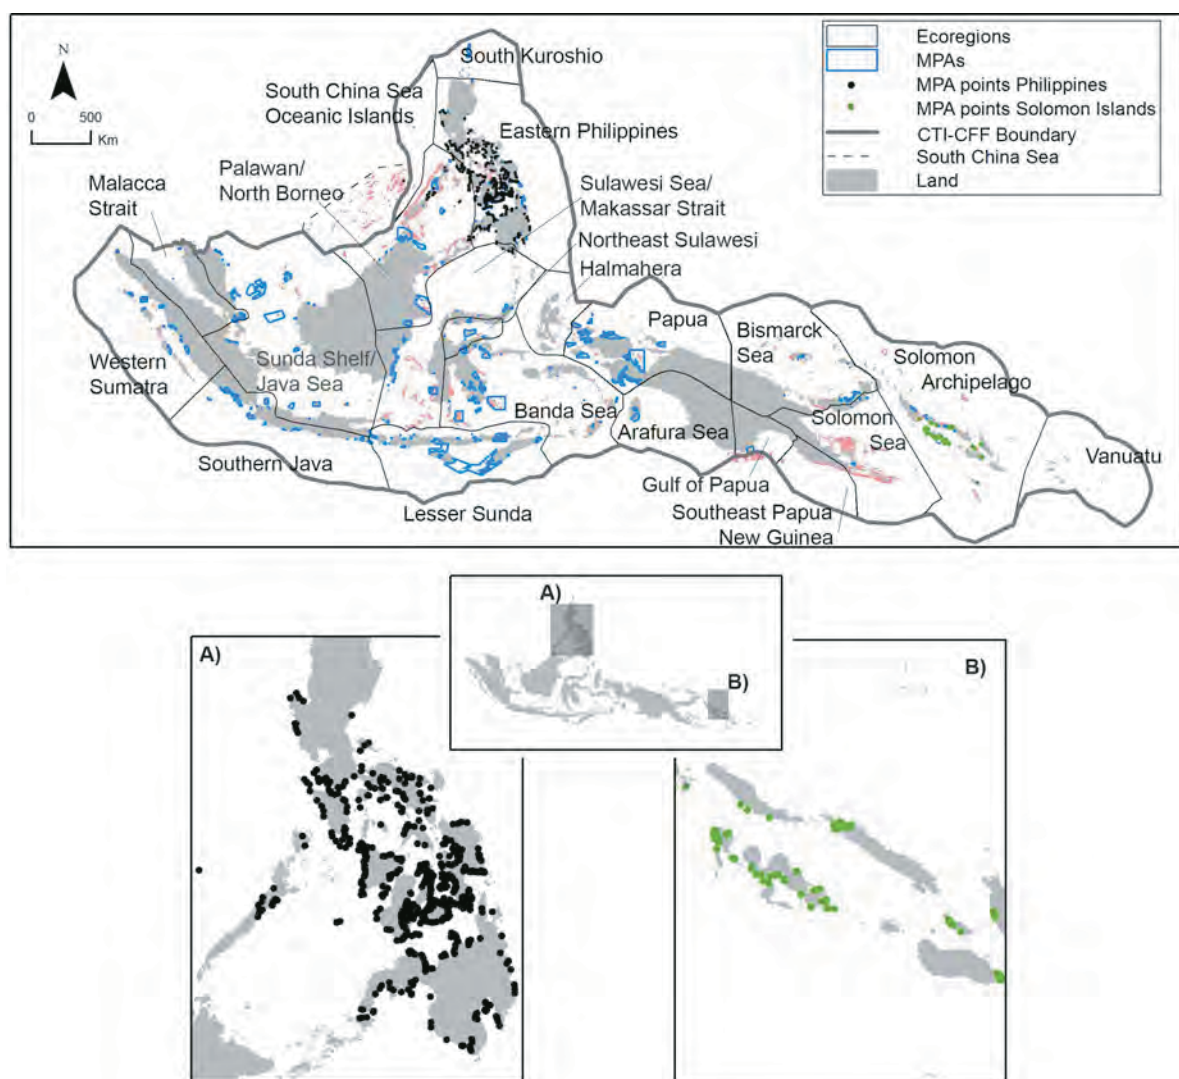 N
0 500
Km
South Kuroshio
South China Sea
Oceanic Islands
Eastern Philippines
Palawan/
North Borneo
Malacca
Strait
Sulawesi Sea/
Makassar Strait
Northeast Sulawesi
Halmahera
Papua
Bismarck
Sea
Solomon
Archipelago
Western
Sumatra
Sunda Shelf/
Java Sea
Banda Sea
Arafura Sea
Solomon
Sea
Southern Java
Lesser Sunda
Gulf of Papua
Southeast Papua
New Guinea
Vanuatu
Ecoregions
MPAs
MPA points Philippines
MPA points Solomon Islands
CTI-CFF Boundary
South China Sea
Land
A)
B)
A)
B)